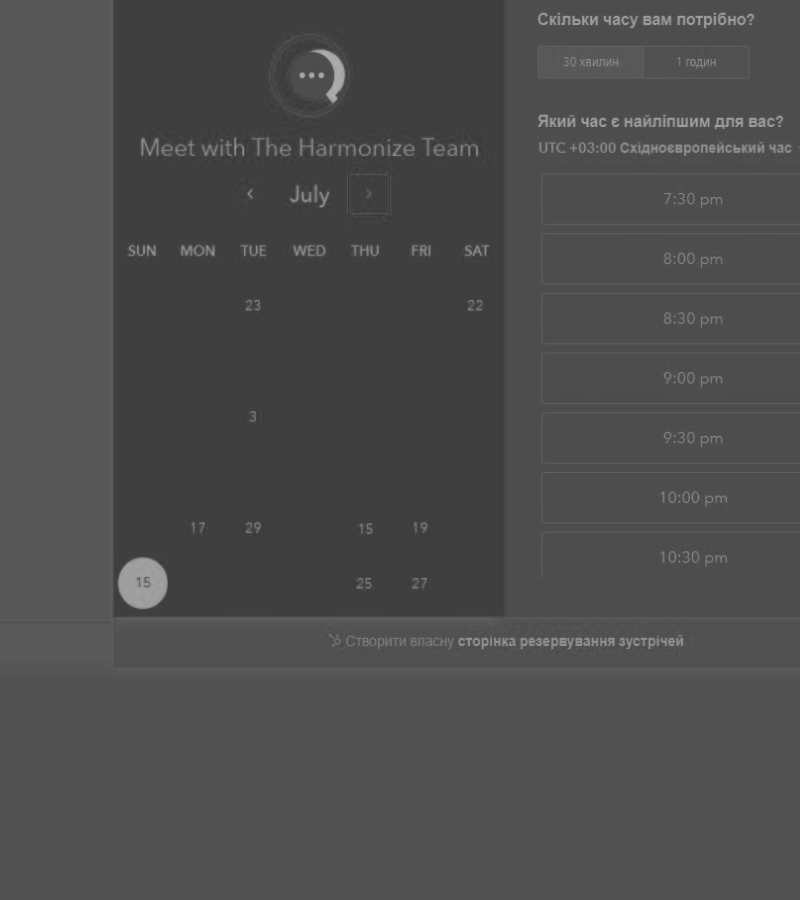 Meet with The Harmonize Team
July
SUN MON TUE WED THU FRI SAT
23 22
3
17 29 15 19
15 25 27
Скільки часу вам потрібно?
30 хвилин 1 годин
Який час є найліпшим для вас?
UTC +03:00 Східноєвропейський час
7:30 pm
8:00 pm
8:30 pm
9:00 pm
9:30 pm
10:00 pm
10:30 pm
Створити власну сторінка резервування зустрічей